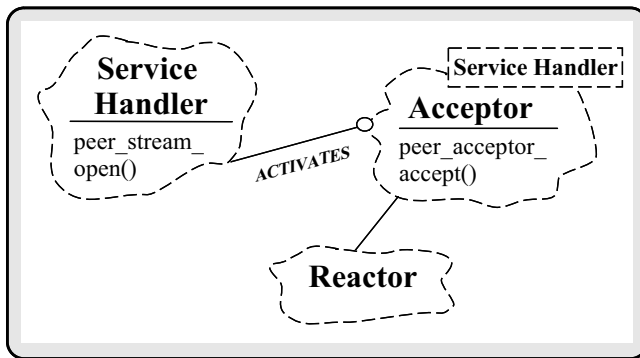 Service
Handler
peer_stream_
open()
ACTIVATES
Service Handler
Acceptor
peer_acceptor_
accept()
Reactor